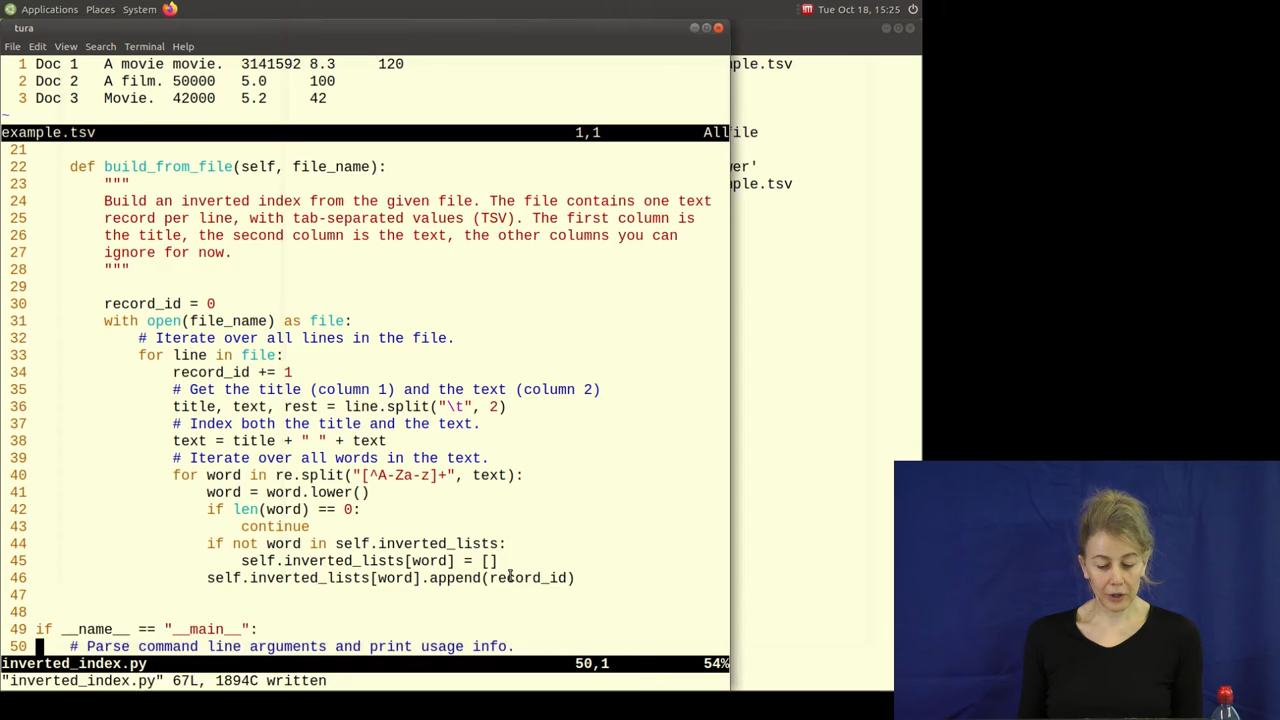 Applications Places System Tue Oct 18, 15:25
tura
File Edit View Search Terminal Help
1 Doc 1 A movie movie. 3141592 8.3 120
2 Doc 2 A film. 50000 5.0 100
3 Doc 3 Movie. 42000 5.2 42
~
example.tsv 1,1 All
21
22 def build_from_file(self, file_name):
23 """
24 Build an inverted index from the given file. The file contains one text
25 record per line, with tab-separated values (TSV). The first column is
26 the title, the second column is the text, the other columns you can
27 ignore for now.
28 """
29
30 record_id = 0
31 with open(file_name) as file:
32 # Iterate over all lines in the file.
33 for line in file:
34 record_id += 1
35 # Get the title (column 1) and the text (column 2)
36 title, text, rest = line.split("\t", 2)
37 # Index both the title and the text.
38 text = title + " " + text
39 # Iterate over all words in the text.
40 for word in re.split("[^A-Za-z]+", text):
41 word = word.lower()
42 if len(word) == 0:
43 continue
44 if not word in self.inverted_lists:
45 self.inverted_lists[word] = []
46 self.inverted_lists[word].append(record_id)
47
48
49 if __name__ == "__main__":
50 # Parse command line arguments and print usage info.
inverted_index.py 50,1 54%
"inverted_index.py" 67L, 1894C written
mple.tsv
file
wer'
mple.tsv